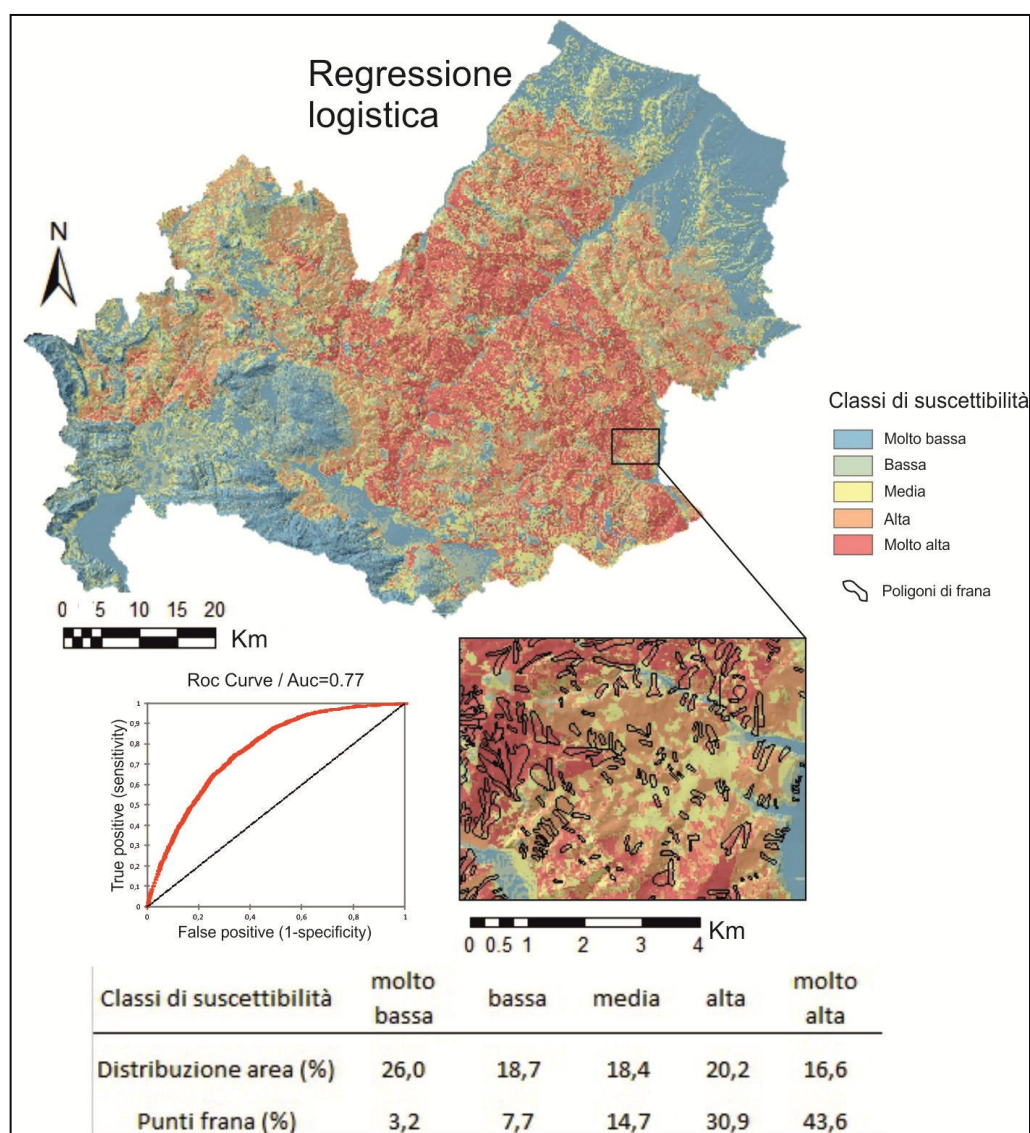 Regressione
logistica
N
Classi di suscettibilità
Molto bassa
Bassa
Media
Alta
Molto alta
Poligoni di frana
0 5 10 15 20
Km
Roc Curve / Auc=0.77
True positive (sensitivity)
1
0,9
0,8
0,7
0,6
0,5
0,4
0,3
0,2
0,1
0
0 0,2 0,4 0,6 0,8 1
False positive (1-specificity)
0 0.5 1 2 3 4
Km
Classi di suscettibilità molto bassa bassa media alta molto alta
Distribuzione area (%) 26,0 18,7 18,4 20,2 16,6
Punti frana (%) 3,2 7,7 14,7 30,9 43,6